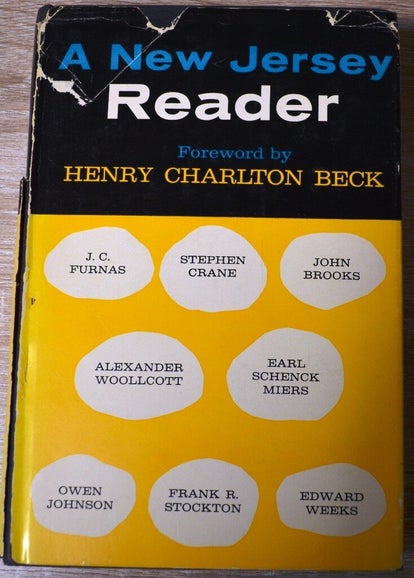 A New Jersey
Reader
Foreword by
HENRY CHARLTON BECK
J. C.
FURNAS
STEPHEN
CRANE
JOHN
BROOKS
ALEXANDER
WOOLLCOTT
EARL
SCHENCK
MIERS
OWEN
JOHNSON
FRANK R.
STOCKTON
EDWARD
WEEKS